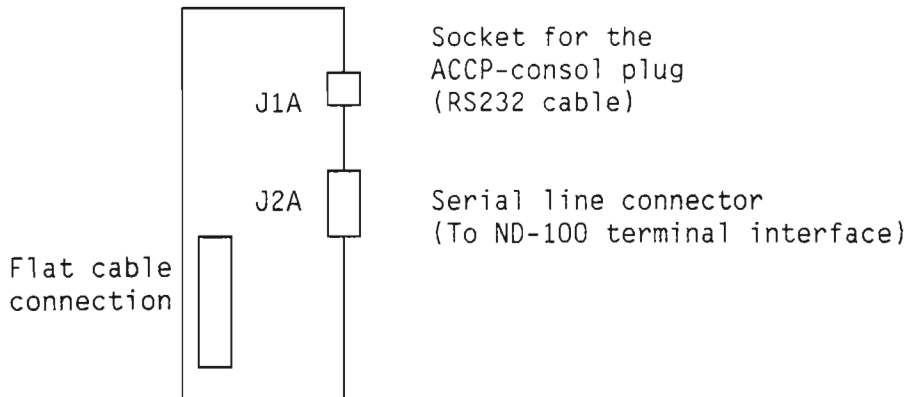 Socket for the
ACCP-consol plug
(RS232 cable)
J1A
J2A
Serial line connector
(To ND-100 terminal interface)
Flat cable
connection